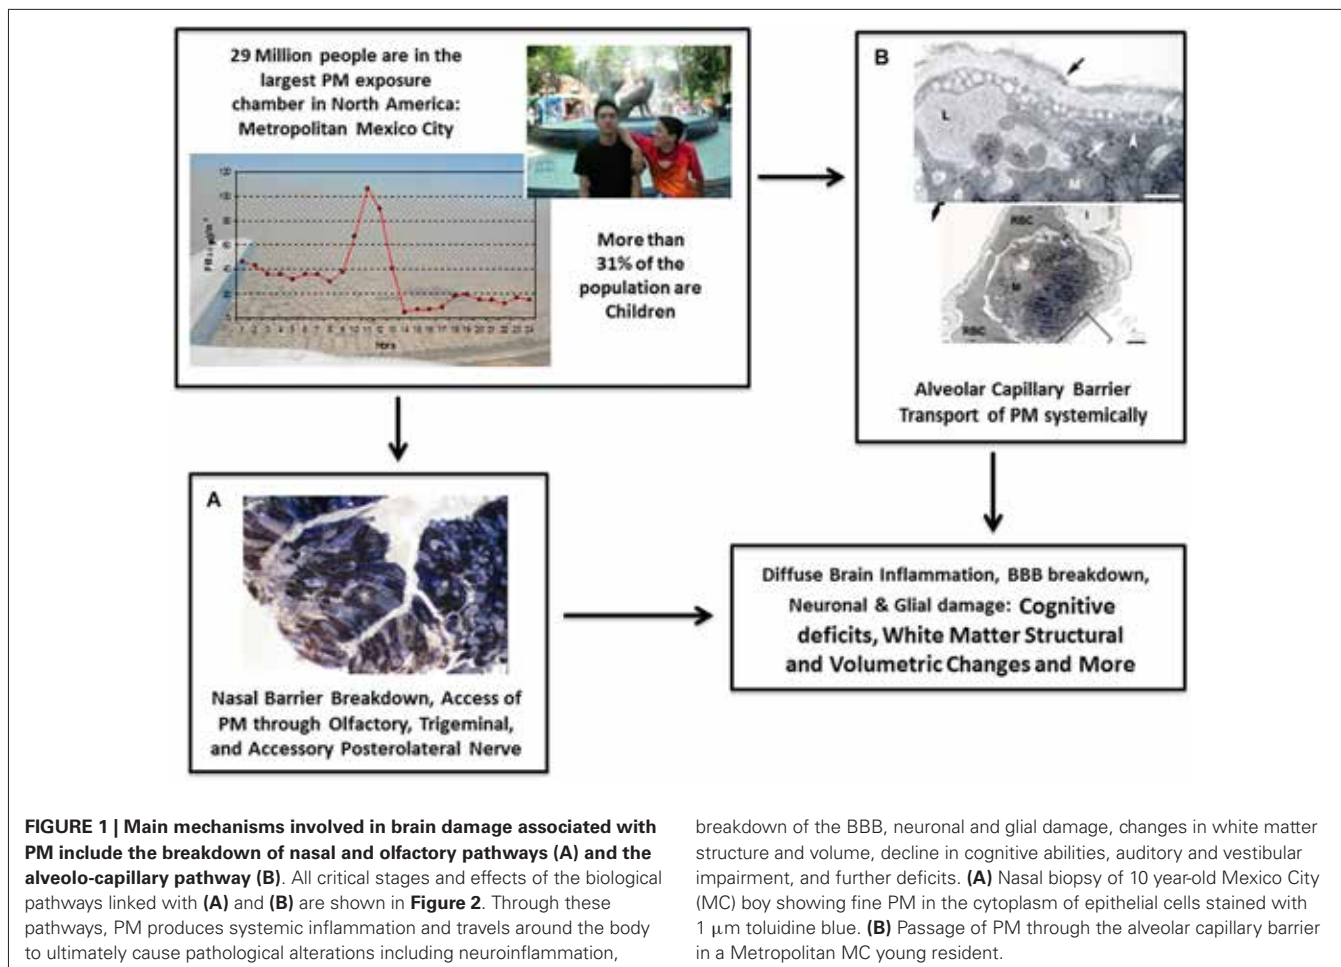 29 Million people are in the
largest PM exposure
chamber in North America:
Metropolitan Mexico City
More than
31% of the
population are
Children
B
L
M
RBC
I
M
RBC
Alveolar Capillary Barrier
Transport of PM systemically
A
Nasal Barrier Breakdown, Access of
PM through Olfactory, Trigeminal,
and Accessory Posterolateral Nerve
Diffuse Brain Inflammation, BBB breakdown,
Neuronal & Glial damage: Cognitive
deficits, White Matter Structural
and Volumetric Changes and More
FIGURE 1 | Main mechanisms involved in brain damage associated with
PM include the breakdown of nasal and olfactory pathways (A) and the
alveolo-capillary pathway (B). All critical stages and effects of the biological
pathways linked with (A) and (B) are shown in Figure 2. Through these
pathways, PM produces systemic inflammation and travels around the body
to ultimately cause pathological alterations including neuroinflammation,
breakdown of the BBB, neuronal and glial damage, changes in white matter
structure and volume, decline in cognitive abilities, auditory and vestibular
impairment, and further deficits. (A) Nasal biopsy of 10 year-old Mexico City
(MC) boy showing fine PM in the cytoplasm of epithelial cells stained with
1 μm toluidine blue. (B) Passage of PM through the alveolar capillary barrier
in a Metropolitan MC young resident.